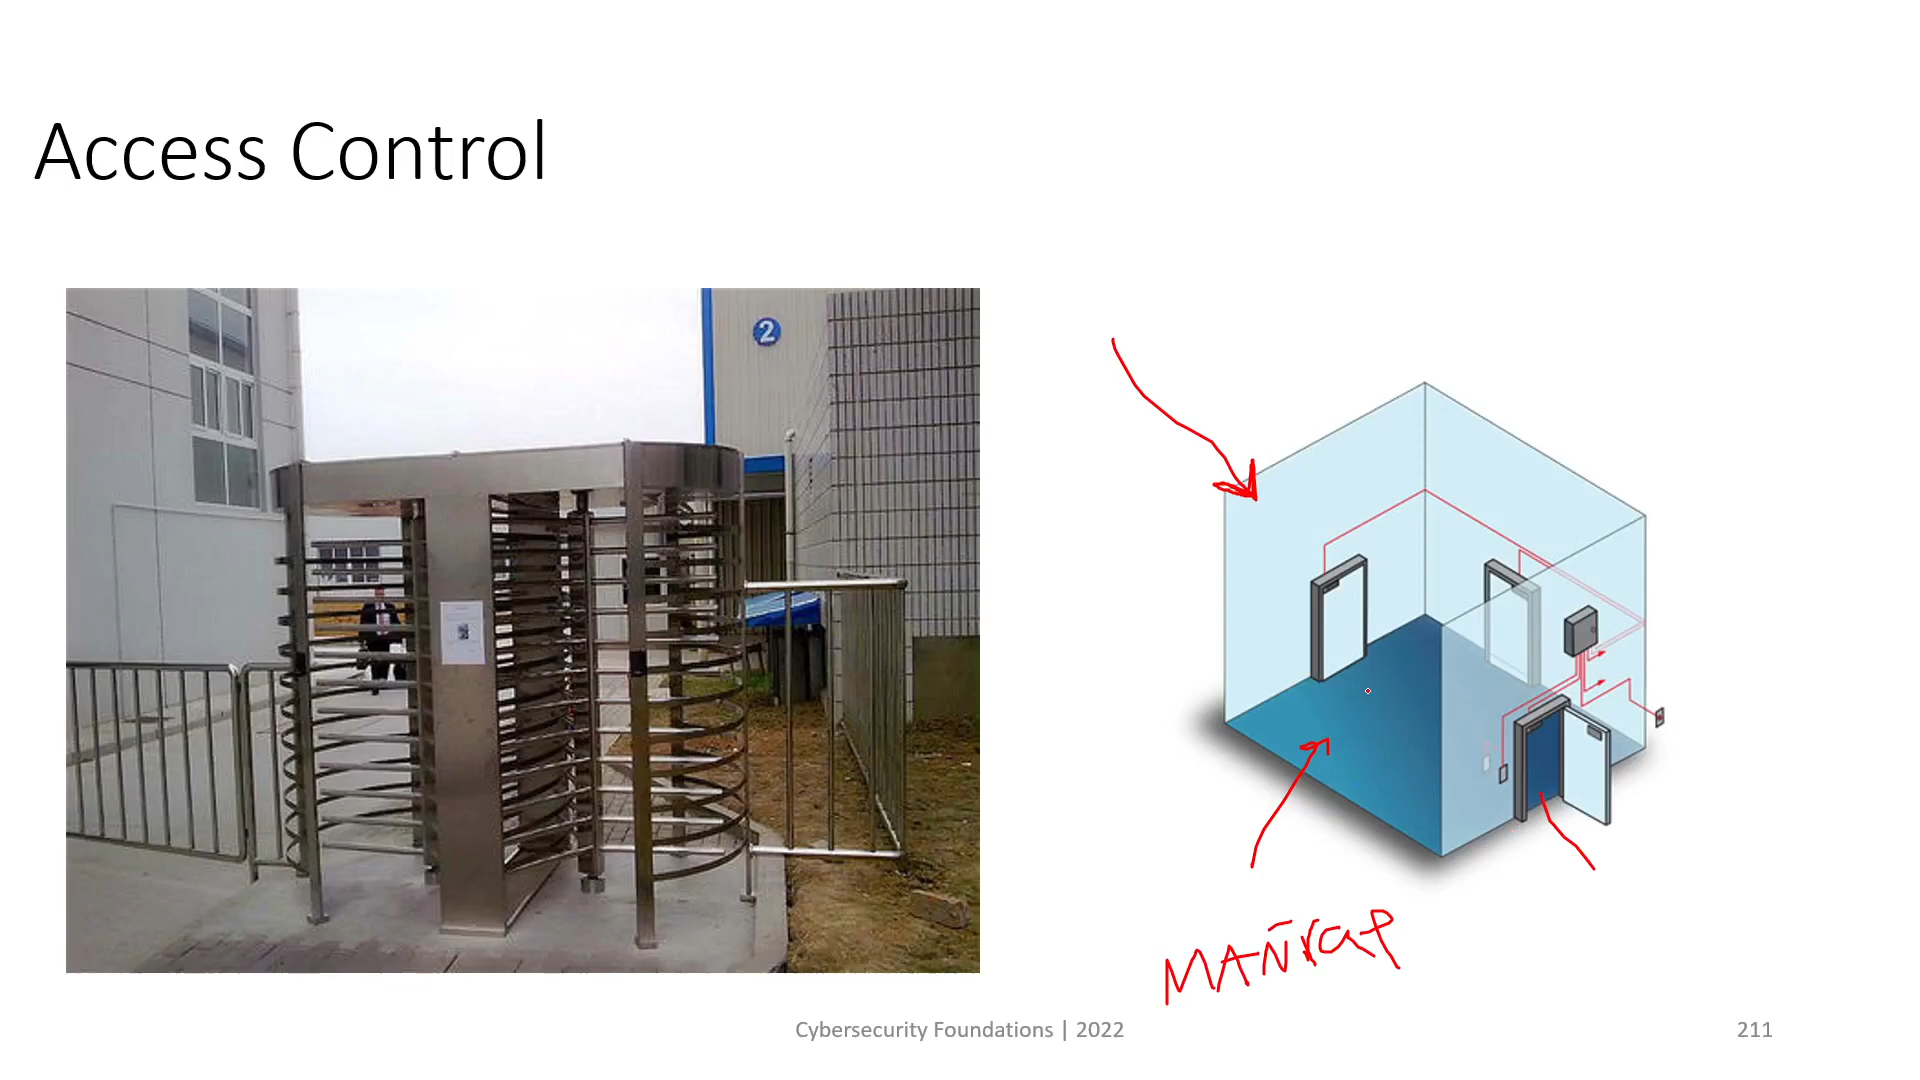 Access Control
2
MANTRAP
Cybersecurity Foundations | 2022
211